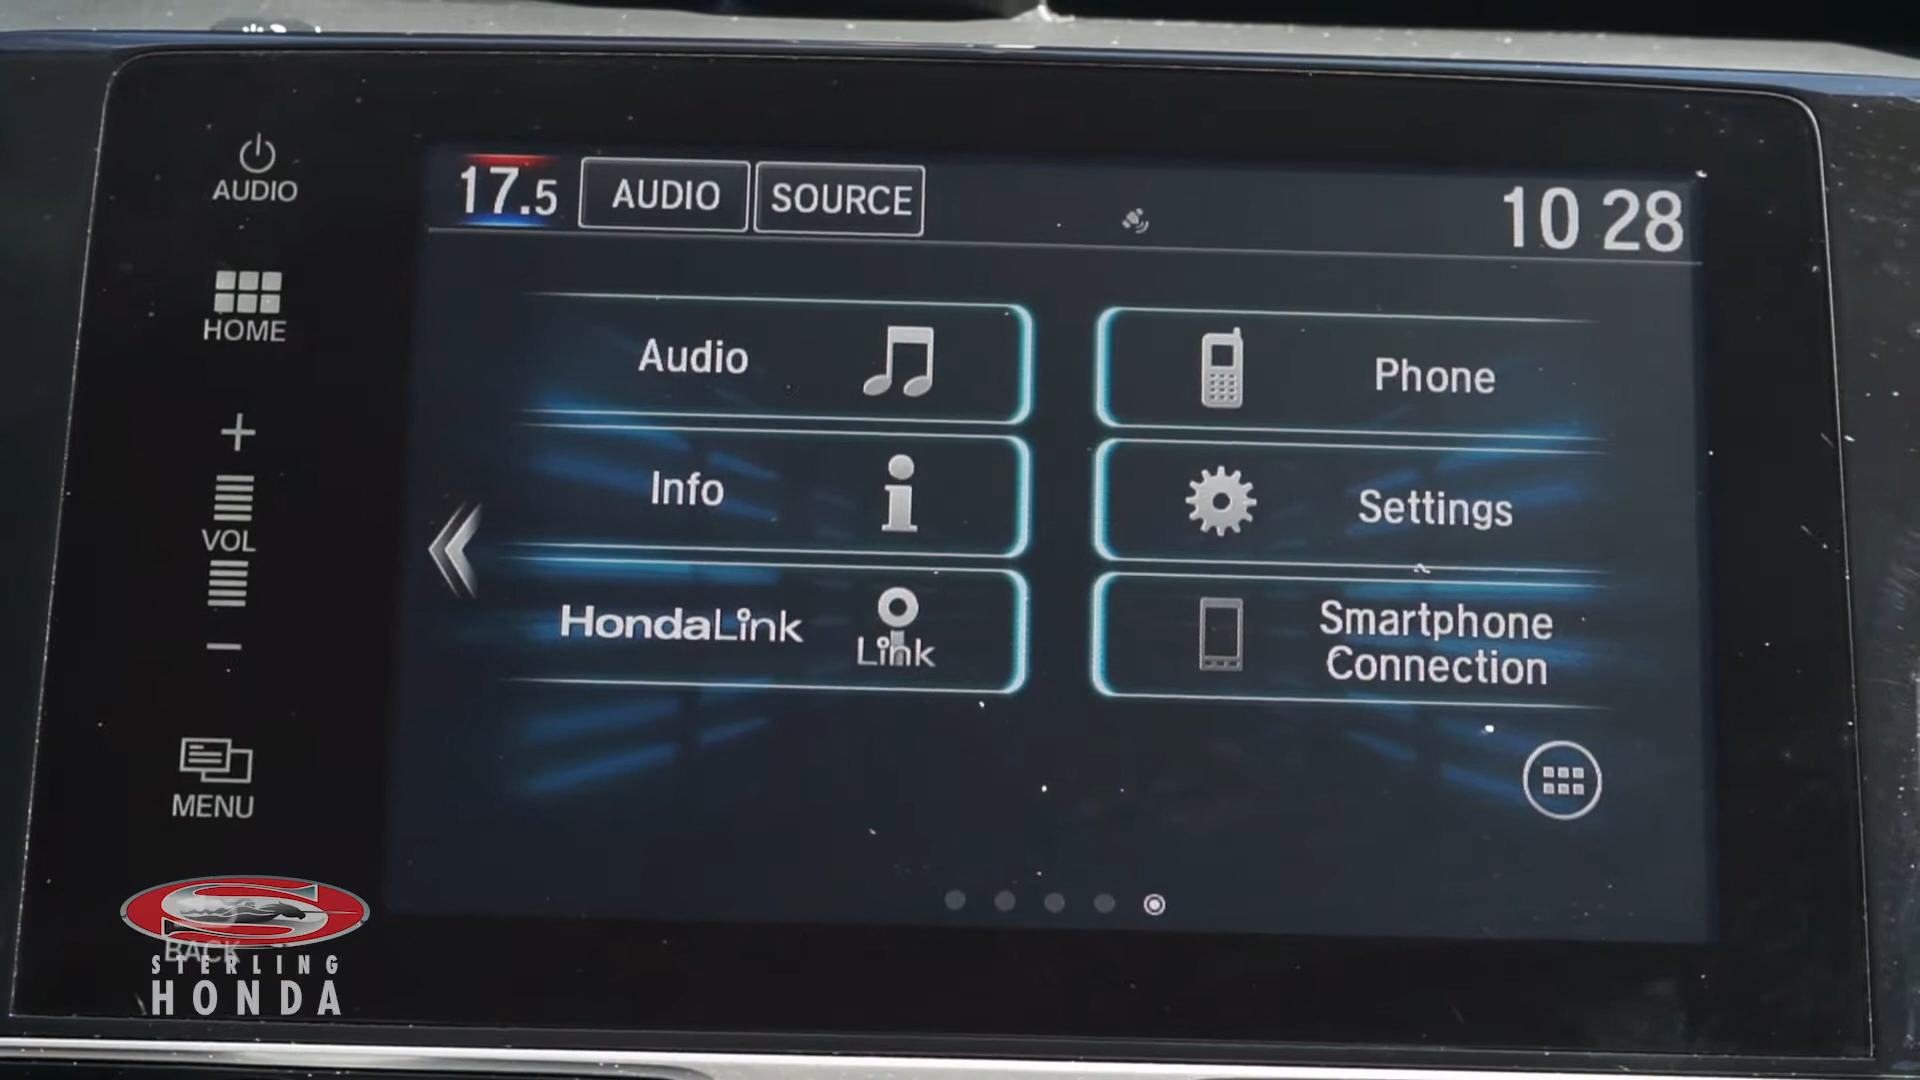 AUDIO
17.5 AUDIO SOURCE 10 28
HOME
Audio
Phone
Info
Settings
VOL
HondaLink
Link
Smartphone
Connection
MENU
BACK
STERLING
HONDA